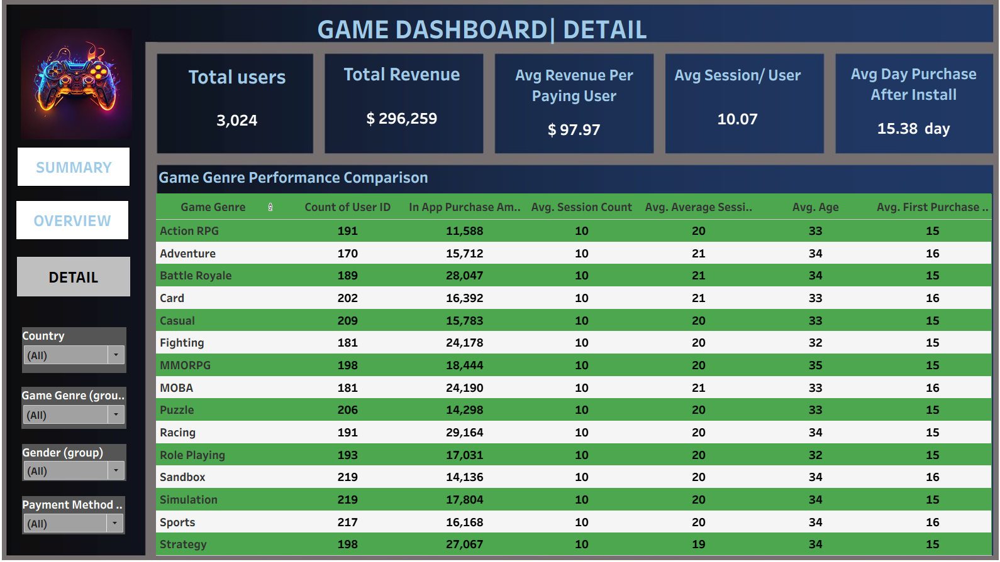 GAME DASHBOARD| DETAIL
Total users
3,024
Total Revenue
$ 296,259
Avg Revenue Per
Paying User
$ 97.97
Avg Session/ User
10.07
Avg Day Purchase
After Install
15.38 day
SUMMARY
OVERVIEW
DETAIL
Country
(All)
Game Genre (grou..
(All)
Gender (group)
(All)
Payment Method ..
(All)
Game Genre Performance Comparison
Game Genre Count of User ID In App Purchase Am.. Avg. Session Count Avg. Average Sessi.. Avg. Age Avg. First Purchase ..
Action RPG 191 11,588 10 20 33 15
Adventure 170 15,712 10 21 34 16
Battle Royale 189 28,047 10 21 34 15
Card 202 16,392 10 21 33 16
Casual 209 15,783 10 20 33 15
Fighting 181 24,178 10 20 32 15
MMORPG 198 18,444 10 20 35 15
MOBA 181 24,190 10 21 33 16
Puzzle 206 14,298 10 20 33 15
Racing 191 29,164 10 20 34 15
Role Playing 193 17,031 10 20 32 15
Sandbox 219 14,136 10 20 34 16
Simulation 219 17,804 10 20 34 15
Sports 217 16,168 10 20 34 16
Strategy 198 27,067 10 19 34 15